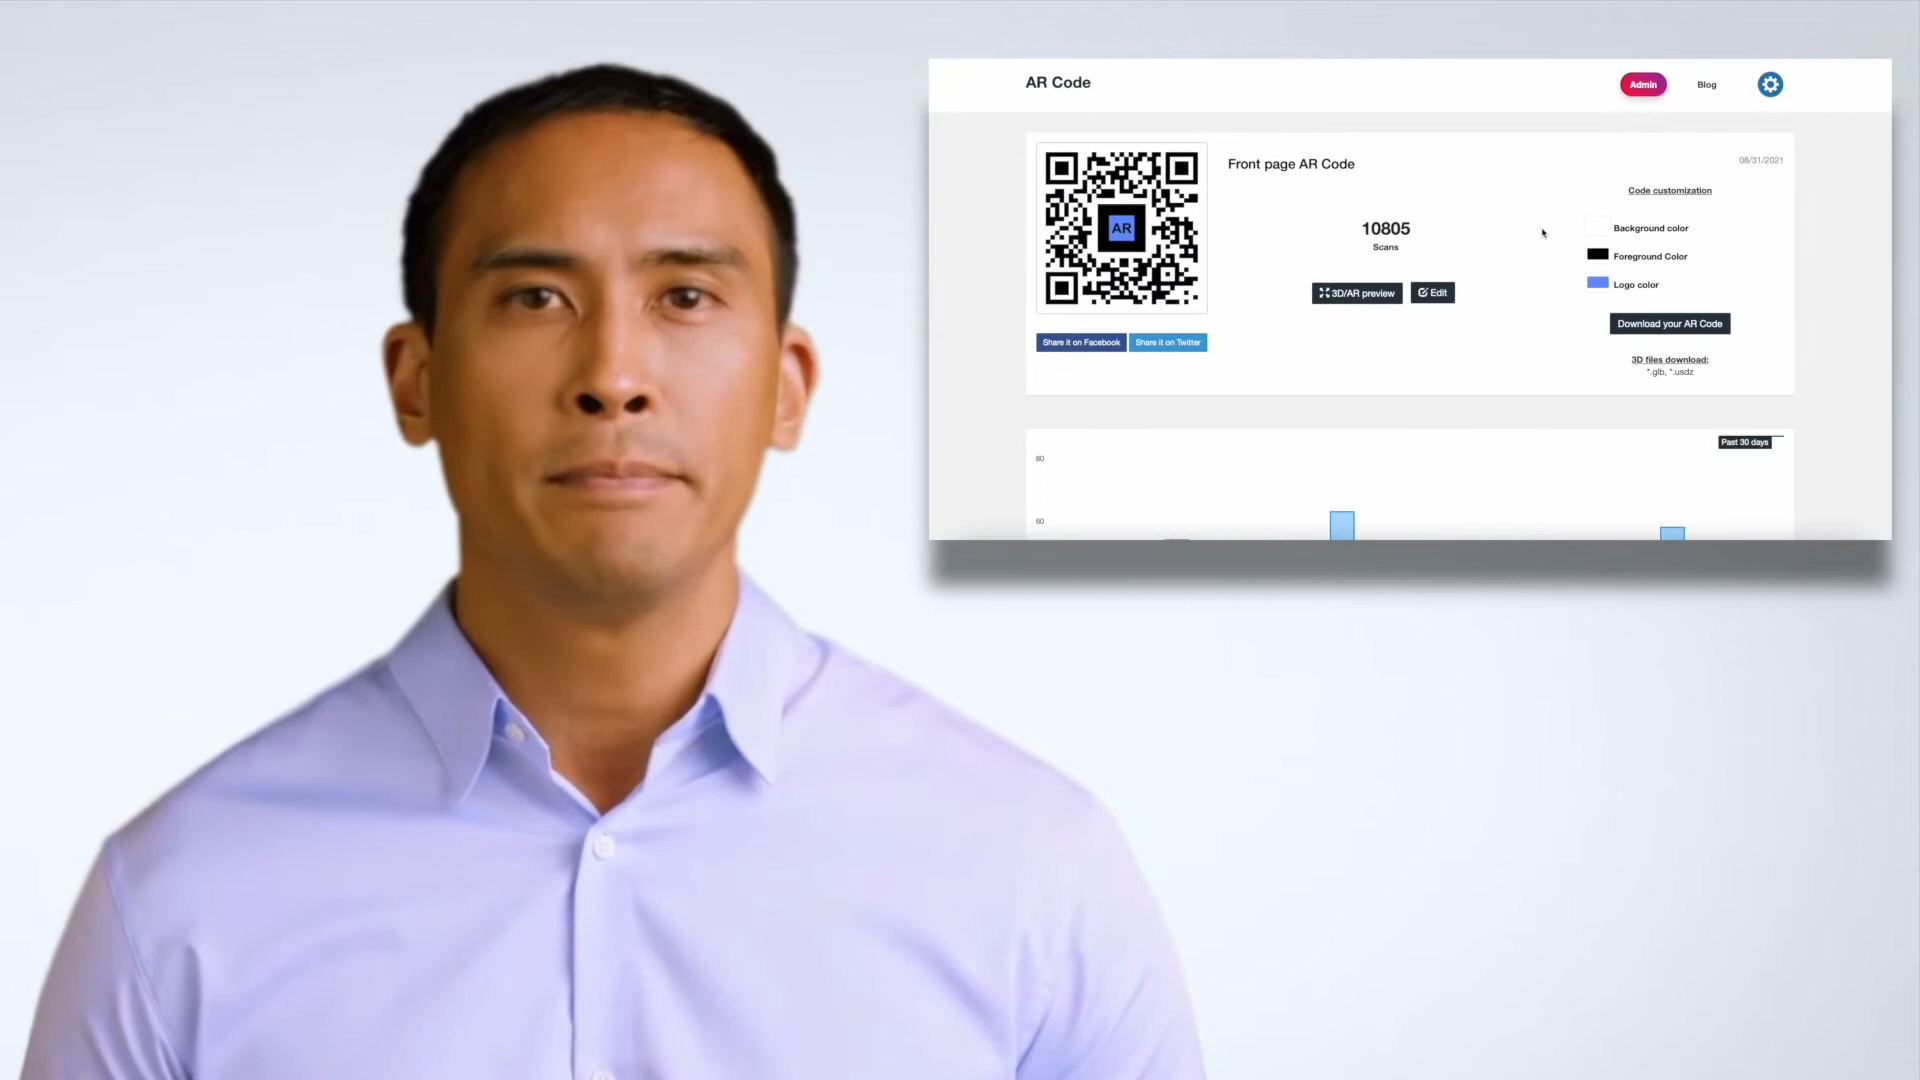 AR Code
Admin
Blog
AR
Front page AR Code
08/31/2021
Code customization
10805
Scans
Background color
Foreground Color
Logo color
3D/AR preview
Edit
Download your AR Code
Share it on Facebook
Share it on Twitter
3D files download:
*.glb, *.usdz
Past 30 days
80
60